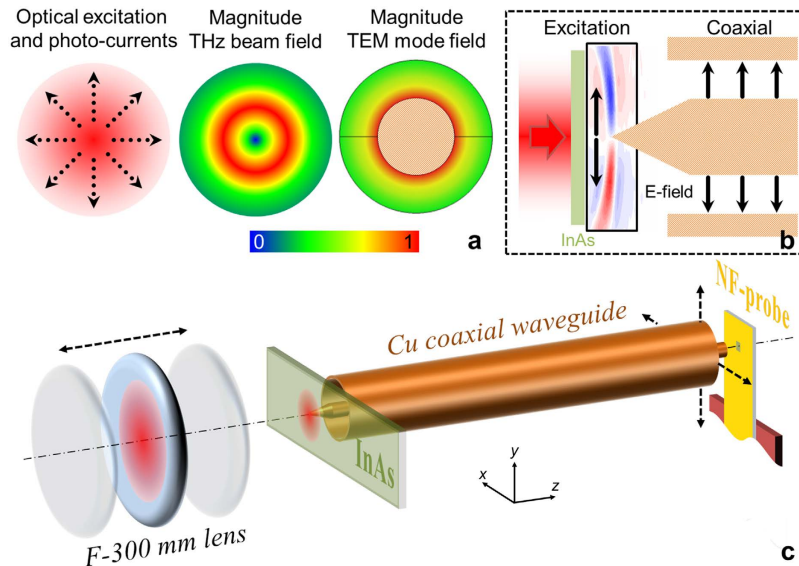 Optical excitation
and photo-currents
Magnitude
THz beam field
Magnitude
TEM mode field
0
1
a
Excitation
Coaxial
E-field
InAs
b
Cu coaxial waveguide
NF-probe
InAs
F-300 mm lens
y
x
z
c